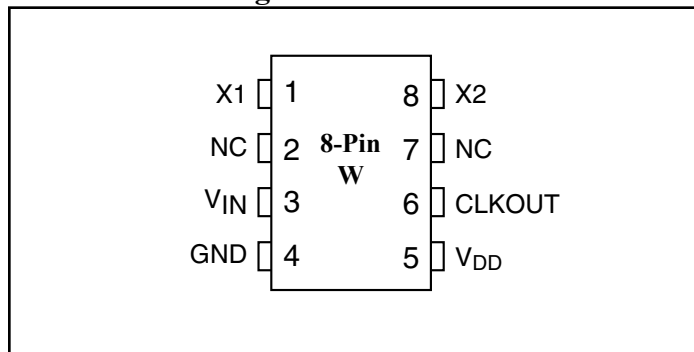 X1 1 8 X2
NC 2 8-Pin 7 NC
W
VIN 3 6 CLKOUT
GND 4 5 VDD